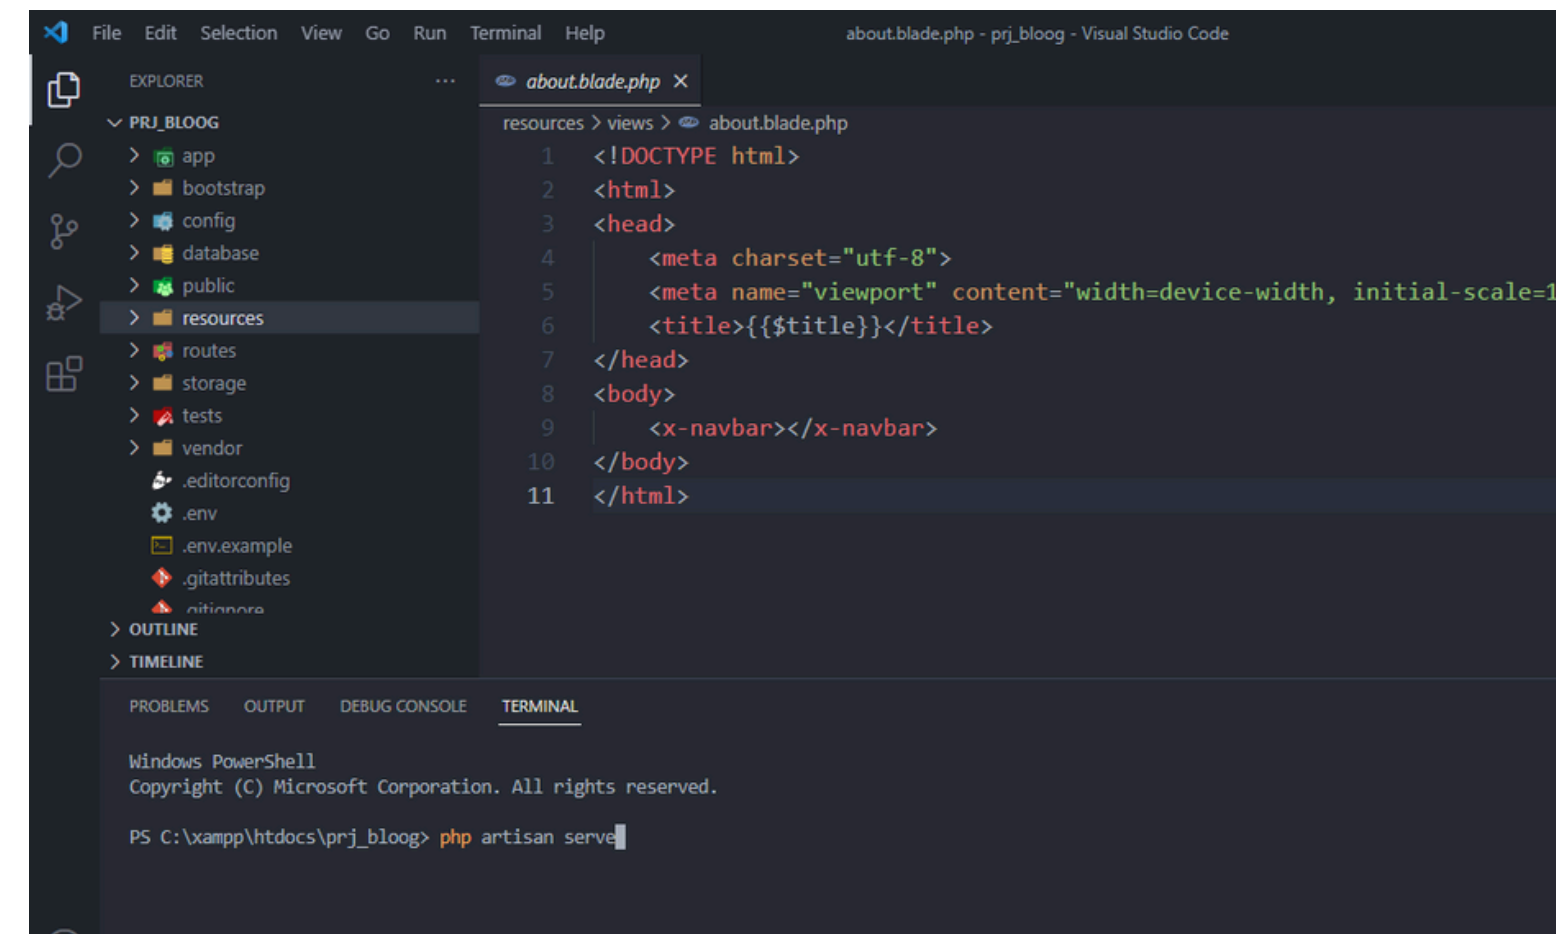 File Edit Selection View Go Run Terminal Help about.blade.php - prj_bloog - Visual Studio Code
EXPLORER ···
PRJ_BLOOG
app
bootstrap
config
database
public
resources
routes
storage
tests
vendor
.editorconfig
.env
.env.example
.gitattributes
.gitignore
OUTLINE
TIMELINE
about.blade.php
resources > views > about.blade.php
1 <!DOCTYPE html>
2 <html>
3 <head>
4 <meta charset="utf-8">
5 <meta name="viewport" content="width=device-width, initial-scale=1
6 <title>{{$title}}</title>
7 </head>
8 <body>
9 <x-navbar></x-navbar>
10 </body>
11 </html>
PROBLEMS OUTPUT DEBUG CONSOLE TERMINAL
Windows PowerShell
Copyright (C) Microsoft Corporation. All rights reserved.
PS C:\xampp\htdocs\prj_bloog> php artisan serve